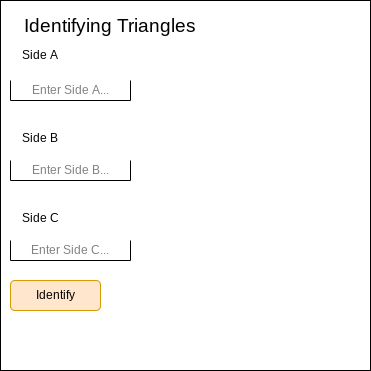 Identifying Triangles
Side A
Enter Side A...
Side B
Enter Side B...
Side C
Enter Side C...
Identify